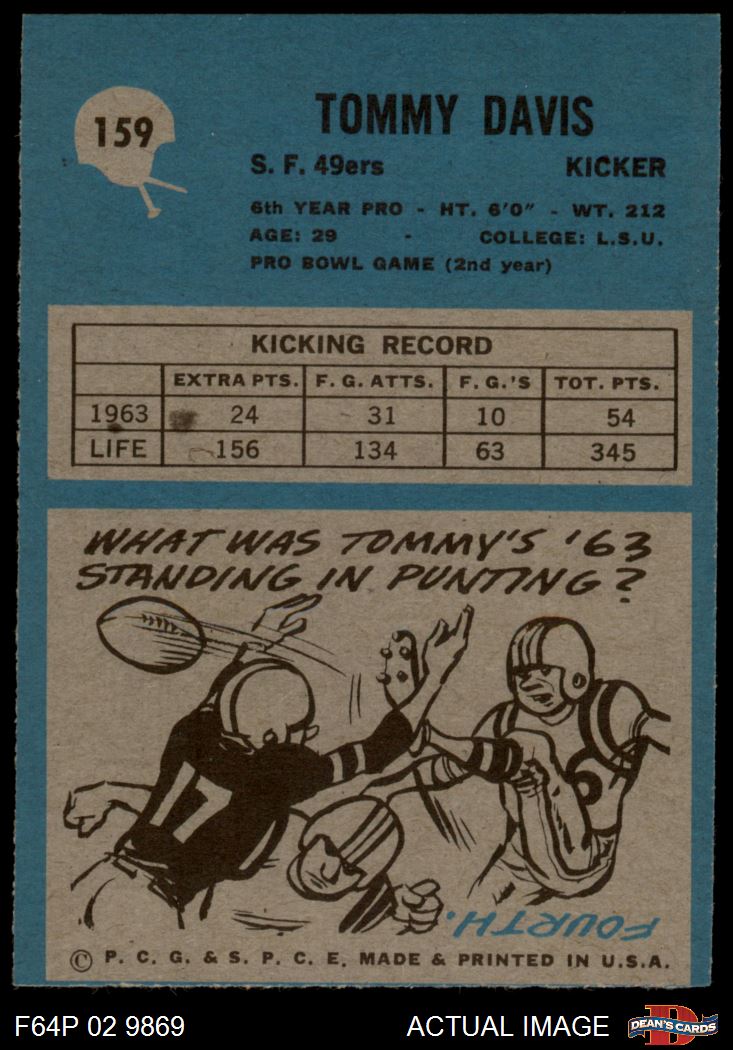 159
TOMMY DAVIS
S. F. 49ers KICKER
6th YEAR PRO - HT. 6'0" - WT. 212
AGE: 29 - COLLEGE: L.S.U.
PRO BOWL GAME (2nd year)
KICKING RECORD
EXTRA PTS. F. G. ATTS. F. G.'S TOT. PTS.
1963 24 31 10 54
LIFE 156 134 63 345
WHAT WAS TOMMY'S '63
STANDING IN PUNTING?
17
FOURTH.
© P. C. G. & S. P. C. E. MADE & PRINTED IN U.S.A.
F64P 02 9869 ACTUAL IMAGE D DEAN'S CARDS